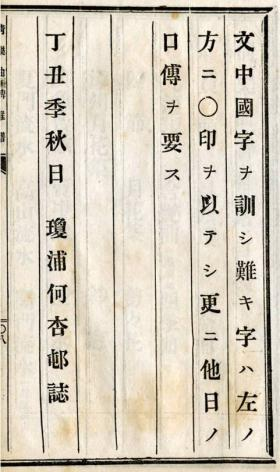 文中國字ヲ訓シ難キ字ハ左ノ
方ニ〇印ヲ以テシ更ニ他日ノ
口傳ヲ要ス
丁丑季秋日　瓊浦何杏邨誌